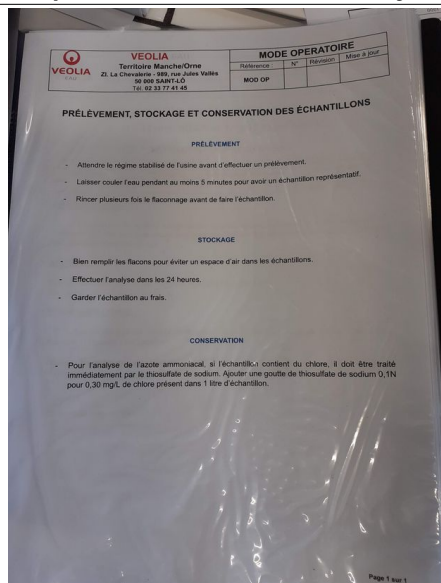 VEOLIA
EAU
VEOLIA
Territoire Manche/Orne
ZI. La Chevalerie - 989, rue Jules Vallès
50 000 SAINT-LÔ
Tél. 02 33 77 41 45
MODE OPERATOIRE
Référence N° Révision Mise à jour
MOD OP
PRÉLÈVEMENT, STOCKAGE ET CONSERVATION DES ÉCHANTILLONS
PRÉLÈVEMENT
- Attendre le régime stabilisé de l'usine avant d'effectuer un prélèvement.
- Laisser couler l'eau pendant au moins 5 minutes pour avoir un échantillon représentatif.
- Rincer plusieurs fois le flaconnage avant de faire l'échantillon.
STOCKAGE
- Bien remplir les flacons pour éviter un espace d'air dans les échantillons.
- Effectuer l'analyse dans les 24 heures.
- Garder l'échantillon au frais.
CONSERVATION
- Pour l'analyse de l'azote ammoniacal, si l'échantillon contient du chlore, il doit être traité
immédiatement par le thiosulfate de sodium. Ajouter une goutte de thiosulfate de sodium 0,1N
pour 0,30 mg/L de chlore présent dans 1 litre d'échantillon.
Page 1 sur 1